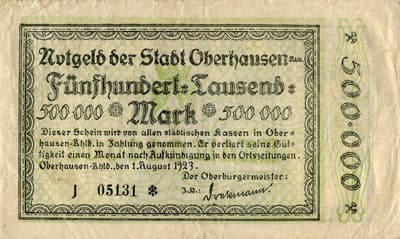 Notgeld der Stadt Oberhausen Rhld.
Fünfhundert-Tausend-
500 000 Mark 500 000
Dieser Schein wird von allen städtischen Kassen in Ober-
hausen-Rhld. in Zahlung genommen. Er verliert seine Gül-
tigkeit einen Monat nach Aufkündigung in den Ortszeitungen.
Oberhausen-Rhld., den 1. August 1923.
Der Oberbürgermeister:
J 05131 * J.V.:
* 500.000 *